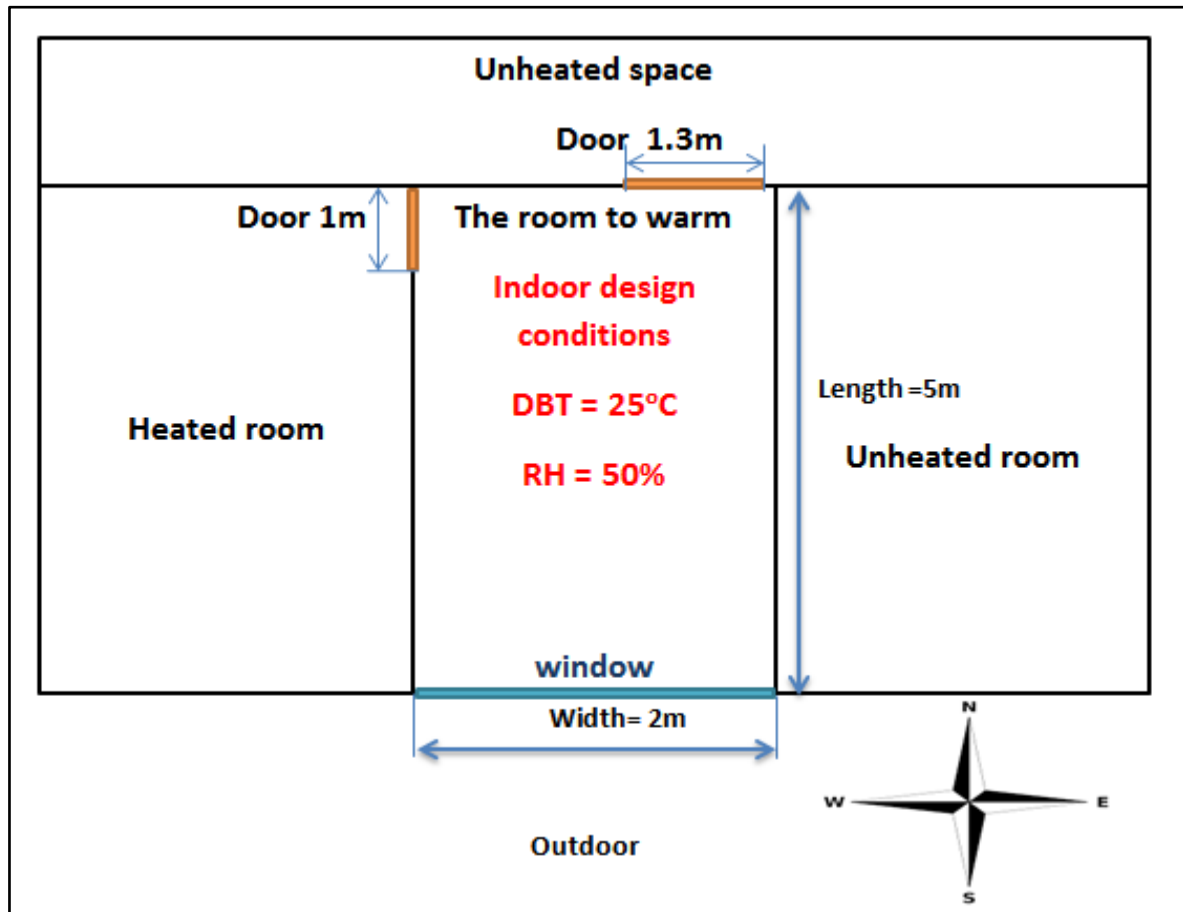 Unheated space
Door 1.3m
Door 1m
The room to warm
Indoor design
conditions
DBT = 25°C
RH = 50%
Length =5m
Heated room
Unheated room
window
Width= 2m
N
W
E
S
Outdoor